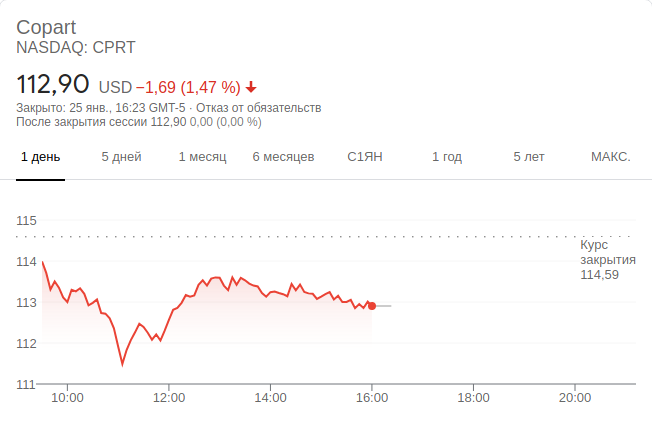 Copart
NASDAQ: CPRT
112,90 USD −1,69 (1,47 %)
Закрыто: 25 янв., 16:23 GMT-5 · Отказ от обязательств
После закрытия сессии 112,90 0,00 (0,00 %)
1 день 5 дней 1 месяц 6 месяцев С1ЯН 1 год 5 лет МАКС.
115
Курс
закрытия
114,59
114
113
112
111
10:00 12:00 14:00 16:00 18:00 20:00